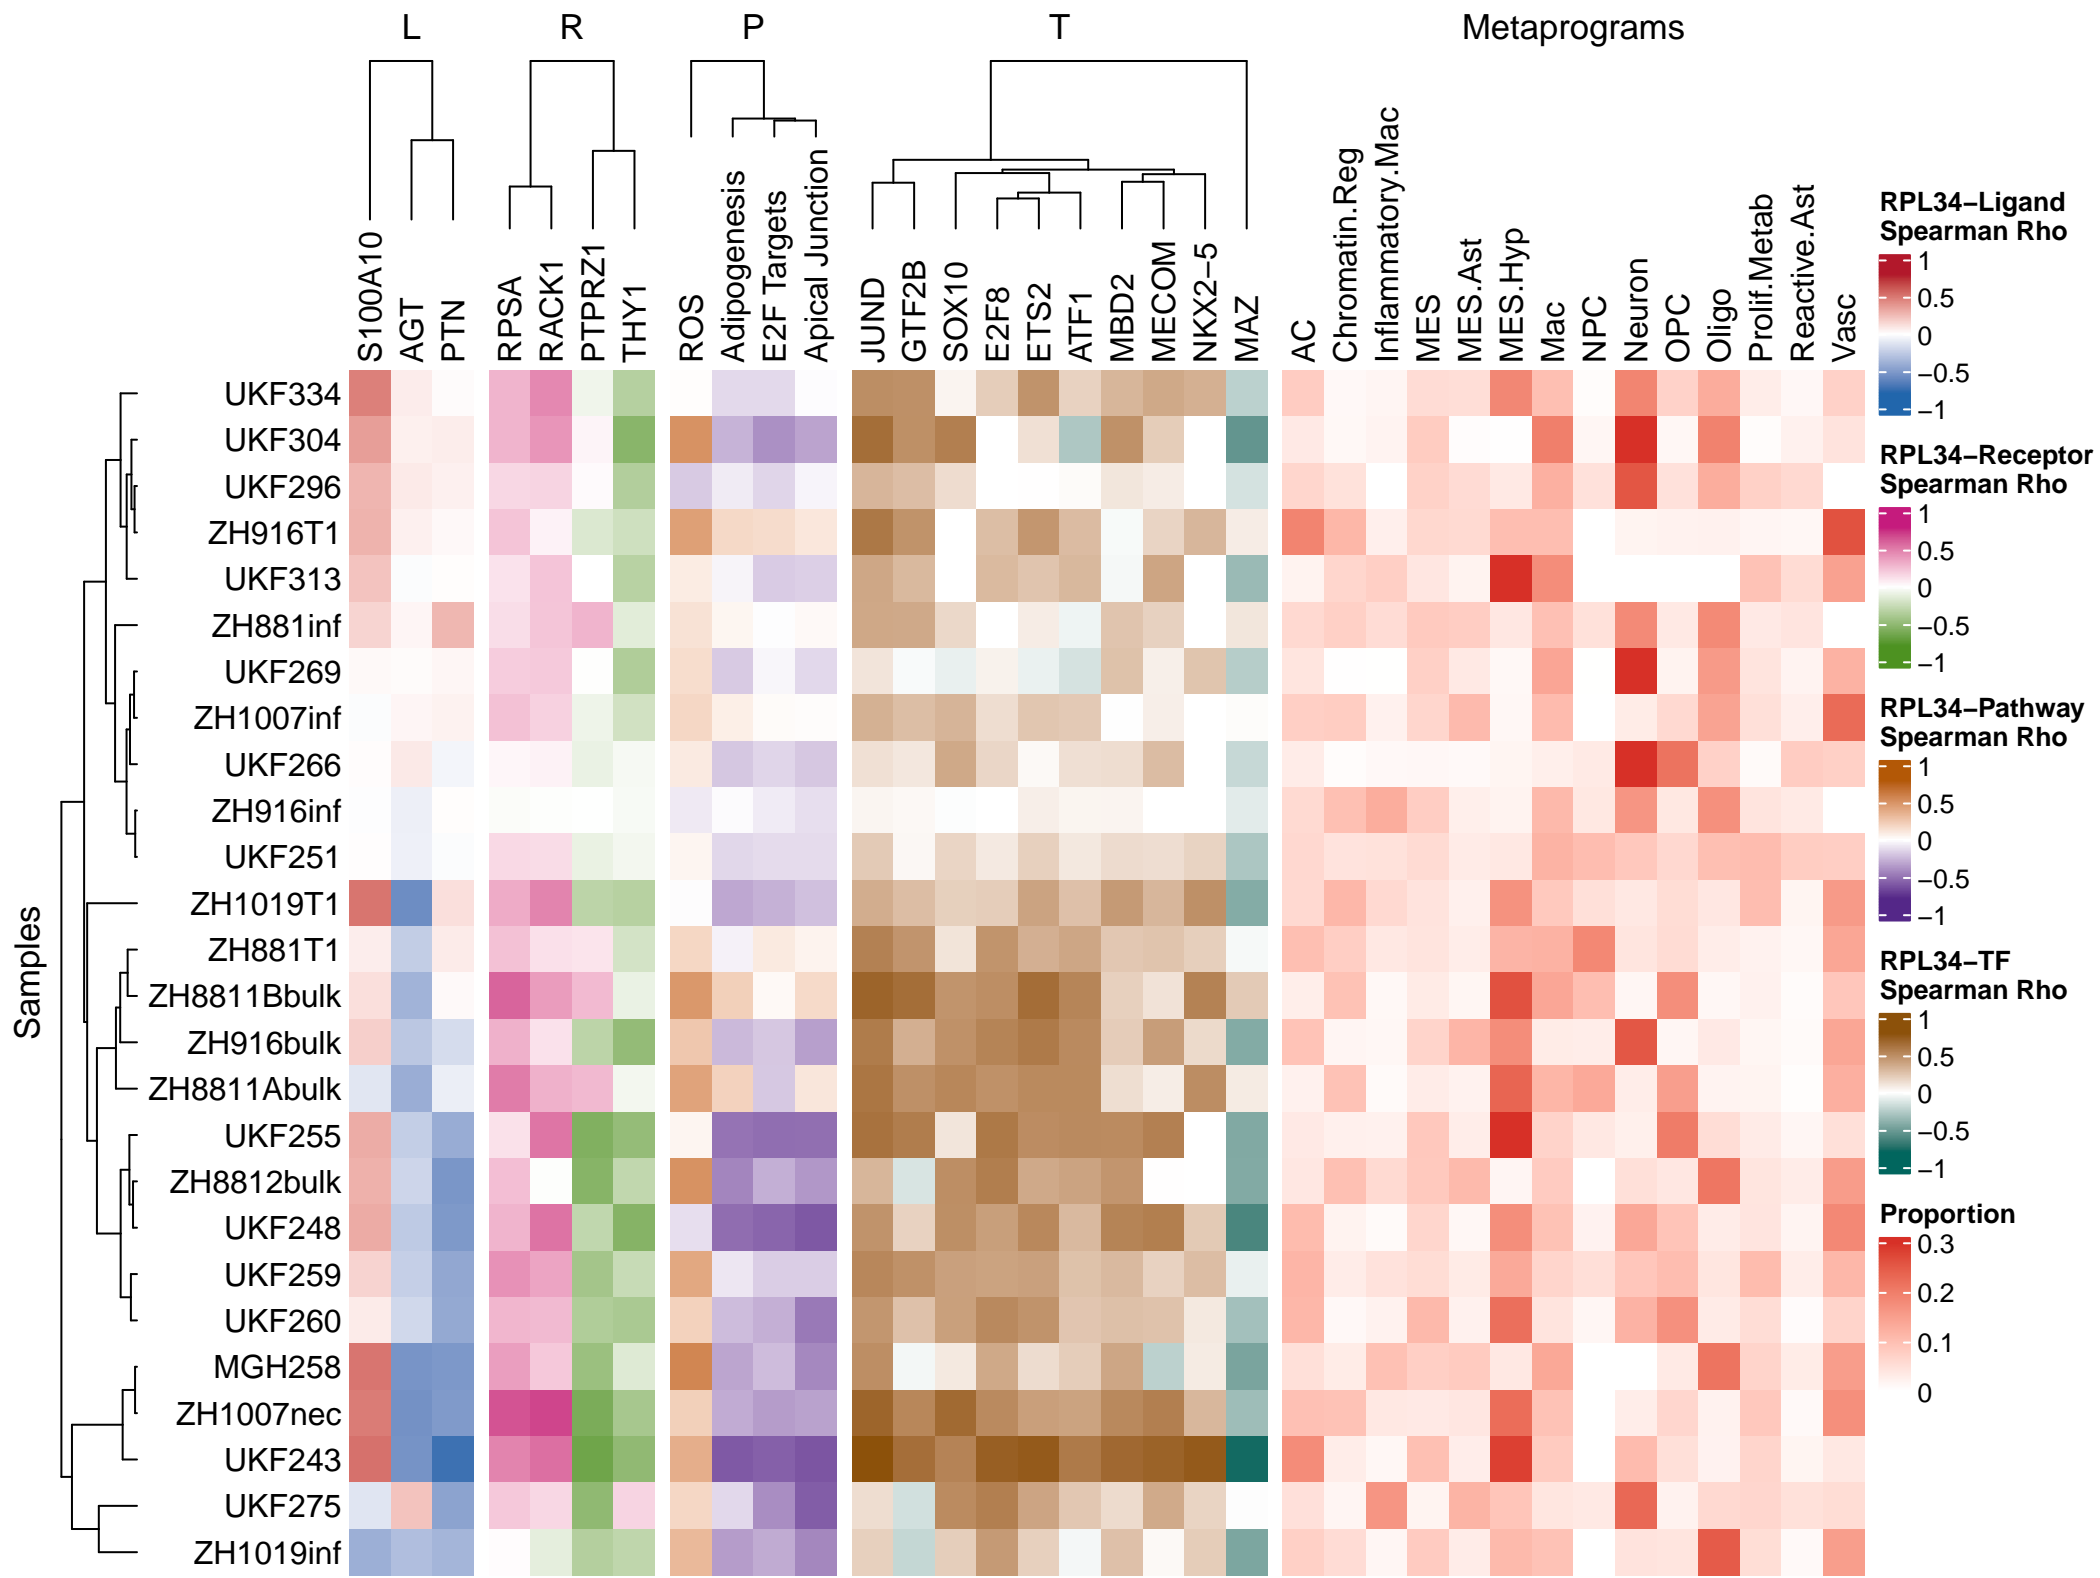 L R P T Metaprograms
S100A10
AGT
PTN
RPSA
RACK1
PTPRZ1
THY1
ROS
Adipogenesis
E2F Targets
Apical Junction
JUND
GTF2B
SOX10
E2F8
ETS2
ATF1
MBD2
MECOM
NKX2−5
MAZ
AC
Chromatin.Reg
Inflammatory.Mac
MES
MES.Ast
MES.Hyp
Mac
NPC
Neuron
OPC
Oligo
Prolif.Metab
Reactive.Ast
Vasc
Samples
UKF334
UKF304
UKF296
ZH916T1
UKF313
ZH881inf
UKF269
ZH1007inf
UKF266
ZH916inf
UKF251
ZH1019T1
ZH881T1
ZH8811Bbulk
ZH916bulk
ZH8811Abulk
UKF255
ZH8812bulk
UKF248
UKF259
UKF260
MGH258
ZH1007nec
UKF243
UKF275
ZH1019inf
RPL34−Ligand
Spearman Rho
1
0.5
0
−0.5
−1
RPL34−Receptor
Spearman Rho
1
0.5
0
−0.5
−1
RPL34−Pathway
Spearman Rho
1
0.5
0
−0.5
−1
RPL34−TF
Spearman Rho
1
0.5
0
−0.5
−1
Proportion
0.3
0.2
0.1
0